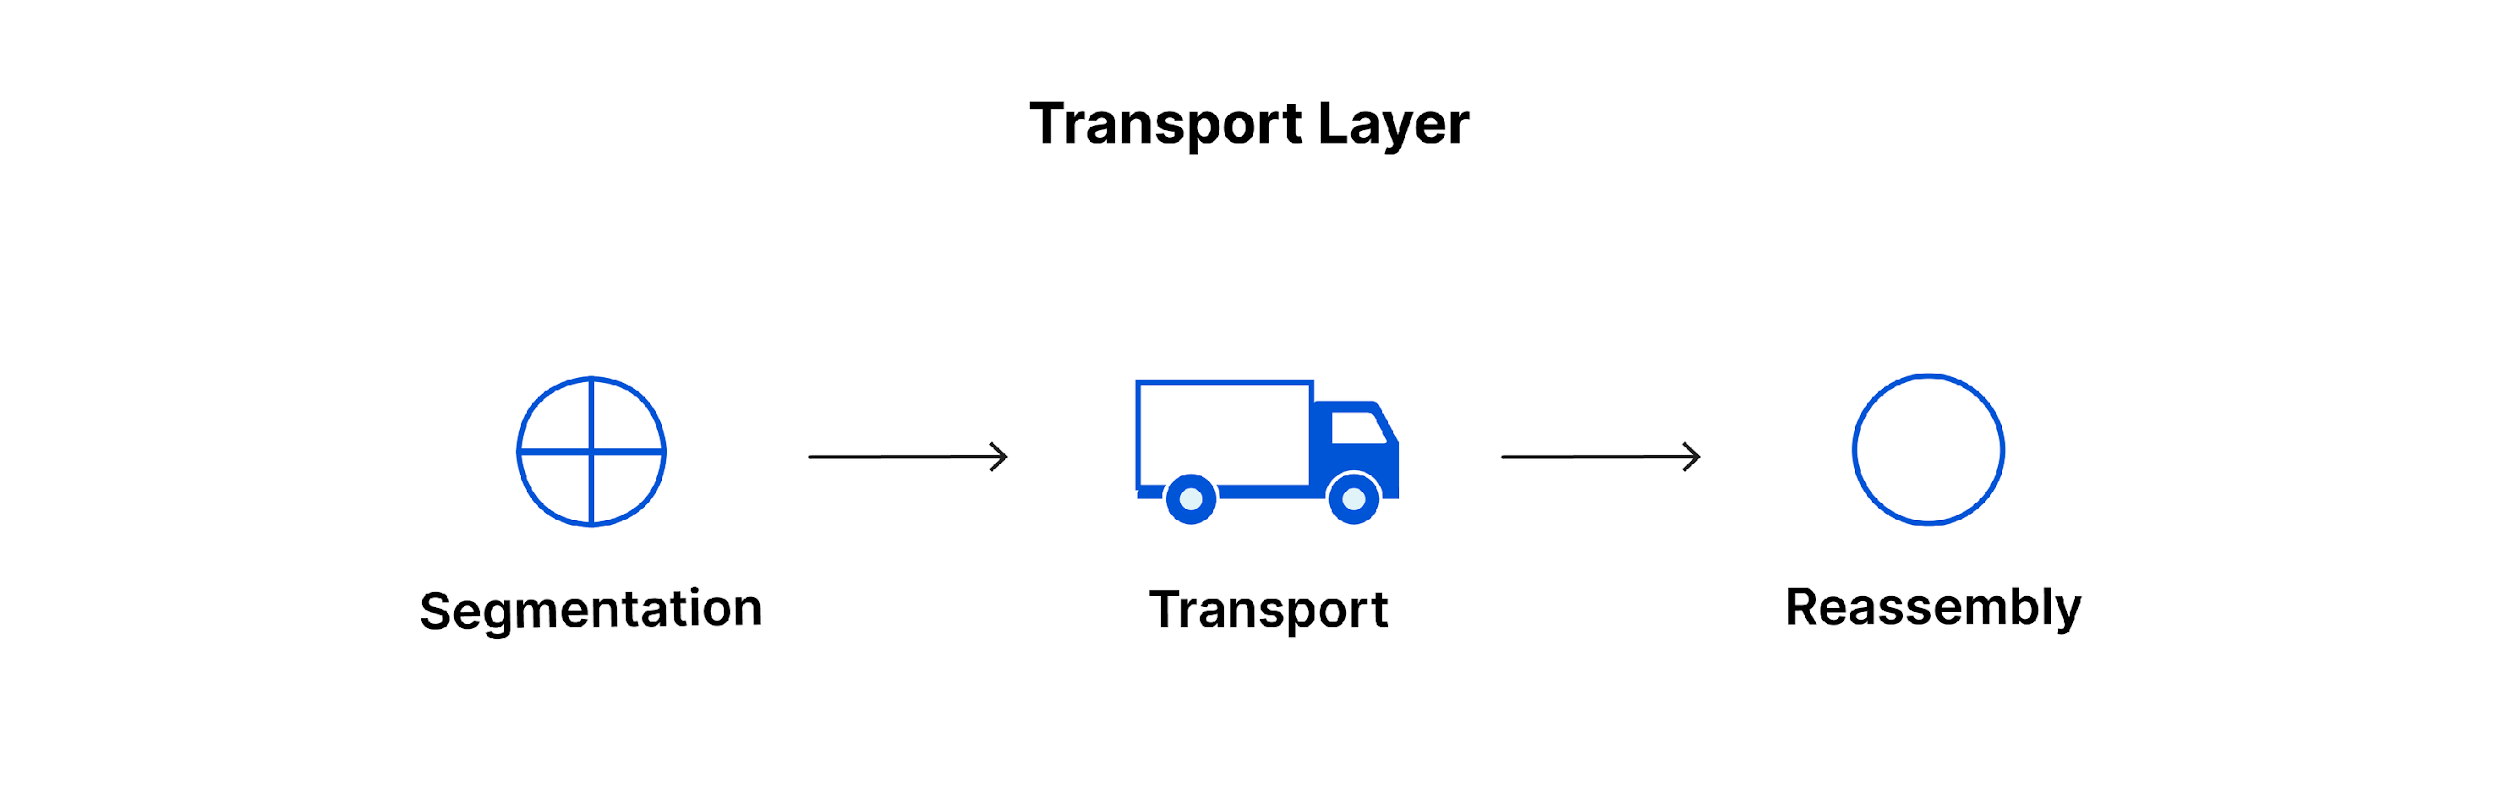 Transport Layer
Segmentation
Transport
Reassembly